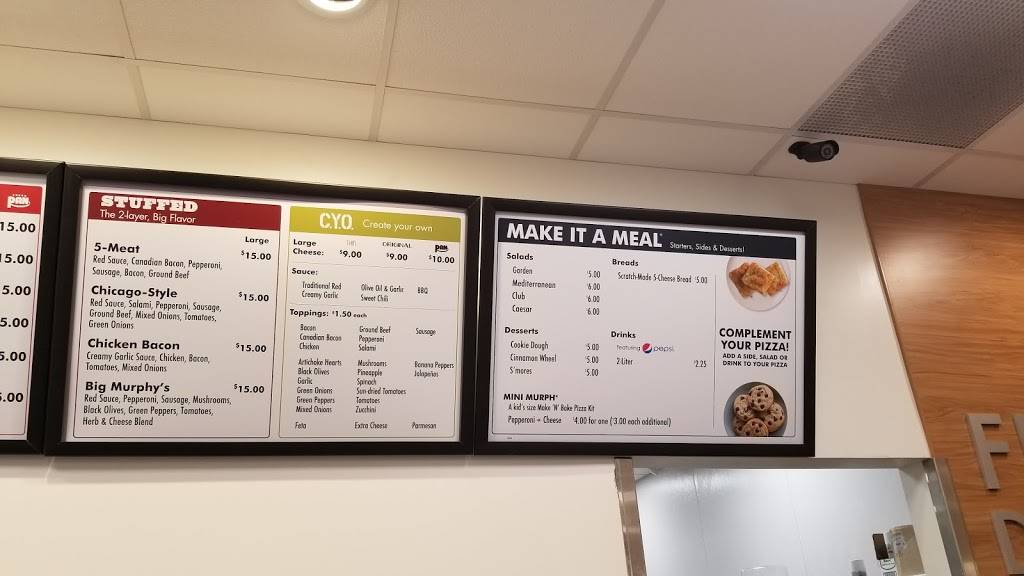 PAN
15.00
15.00
5.00
5.00
5.00
5.00
STUFFED
The 2-layer, Big Flavor
Large
5-Meat $15.00
Red Sauce, Canadian Bacon, Pepperoni,
Sausage, Bacon, Ground Beef
Chicago-Style $15.00
Red Sauce, Salami, Pepperoni, Sausage,
Ground Beef, Mixed Onions, Tomatoes,
Green Onions
Chicken Bacon $15.00
Creamy Garlic Sauce, Chicken, Bacon,
Tomatoes, Mixed Onions
Big Murphy's $15.00
Red Sauce, Pepperoni, Sausage, Mushrooms,
Black Olives, Green Peppers, Tomatoes,
Herb & Cheese Blend
C.Y.O. Create your own
Large thin ORIGINAL PAN
Cheese: $9.00 $9.00 $10.00
Sauce:
Traditional Red Olive Oil & Garlic BBQ
Creamy Garlic Sweet Chili
Toppings: $1.50 each
Bacon Ground Beef Sausage
Canadian Bacon Pepperoni
Chicken Salami
Artichoke Hearts Mushrooms Banana Peppers
Black Olives Pineapple Jalapeños
Garlic Spinach
Green Onions Sun-dried Tomatoes
Green Peppers Tomatoes
Mixed Onions Zucchini
Feta Extra Cheese Parmesan
MAKE IT A MEAL® Starters, Sides & Desserts!
Salads
Garden $5.00
Mediterranean $6.00
Club $6.00
Caesar $6.00
Breads
Scratch-Made 5-Cheese Bread $5.00
Desserts
Cookie Dough $5.00
Cinnamon Wheel $5.00
S'mores $5.00
Drinks
featuring pepsi
2-Liter $2.25
MINI MURPH®
A kid's size Make 'N' Bake Pizza Kit
Pepperoni + Cheese $4.00 for one ($3.00 each additional)
COMPLEMENT
YOUR PIZZA!
ADD A SIDE, SALAD OR
DRINK TO YOUR PIZZA